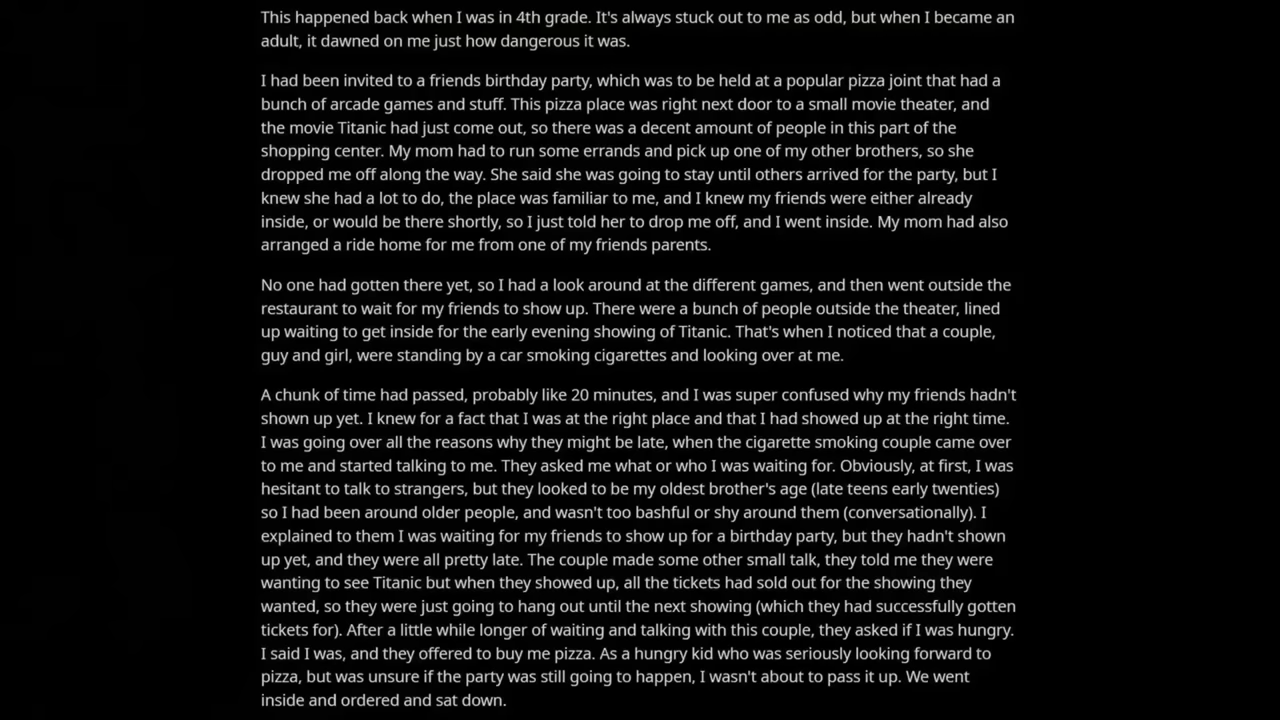 This happened back when I was in 4th grade. It's always stuck out to me as odd, but when I became an
adult, it dawned on me just how dangerous it was.
I had been invited to a friends birthday party, which was to be held at a popular pizza joint that had a
bunch of arcade games and stuff. This pizza place was right next door to a small movie theater, and
the movie Titanic had just come out, so there was a decent amount of people in this part of the
shopping center. My mom had to run some errands and pick up one of my other brothers, so she
dropped me off along the way. She said she was going to stay until others arrived for the party, but I
knew she had a lot to do, the place was familiar to me, and I knew my friends were either already
inside, or would be there shortly, so I just told her to drop me off, and I went inside. My mom had also
arranged a ride home for me from one of my friends parents.
No one had gotten there yet, so I had a look around at the different games, and then went outside the
restaurant to wait for my friends to show up. There were a bunch of people outside the theater, lined
up waiting to get inside for the early evening showing of Titanic. That's when I noticed that a couple,
guy and girl, were standing by a car smoking cigarettes and looking over at me.
A chunk of time had passed, probably like 20 minutes, and I was super confused why my friends hadn't
shown up yet. I knew for a fact that I was at the right place and that I had showed up at the right time.
I was going over all the reasons why they might be late, when the cigarette smoking couple came over
to me and started talking to me. They asked me what or who I was waiting for. Obviously, at first, I was
hesitant to talk to strangers, but they looked to be my oldest brother's age (late teens early twenties)
so I had been around older people, and wasn't too bashful or shy around them (conversationally). I
explained to them I was waiting for my friends to show up for a birthday party, but they hadn't shown
up yet, and they were all pretty late. The couple made some other small talk, they told me they were
wanting to see Titanic but when they showed up, all the tickets had sold out for the showing they
wanted, so they were just going to hang out until the next showing (which they had successfully gotten
tickets for). After a little while longer of waiting and talking with this couple, they asked if I was hungry.
I said I was, and they offered to buy me pizza. As a hungry kid who was seriously looking forward to
pizza, but was unsure if the party was still going to happen, I wasn't about to pass it up. We went
inside and ordered and sat down.